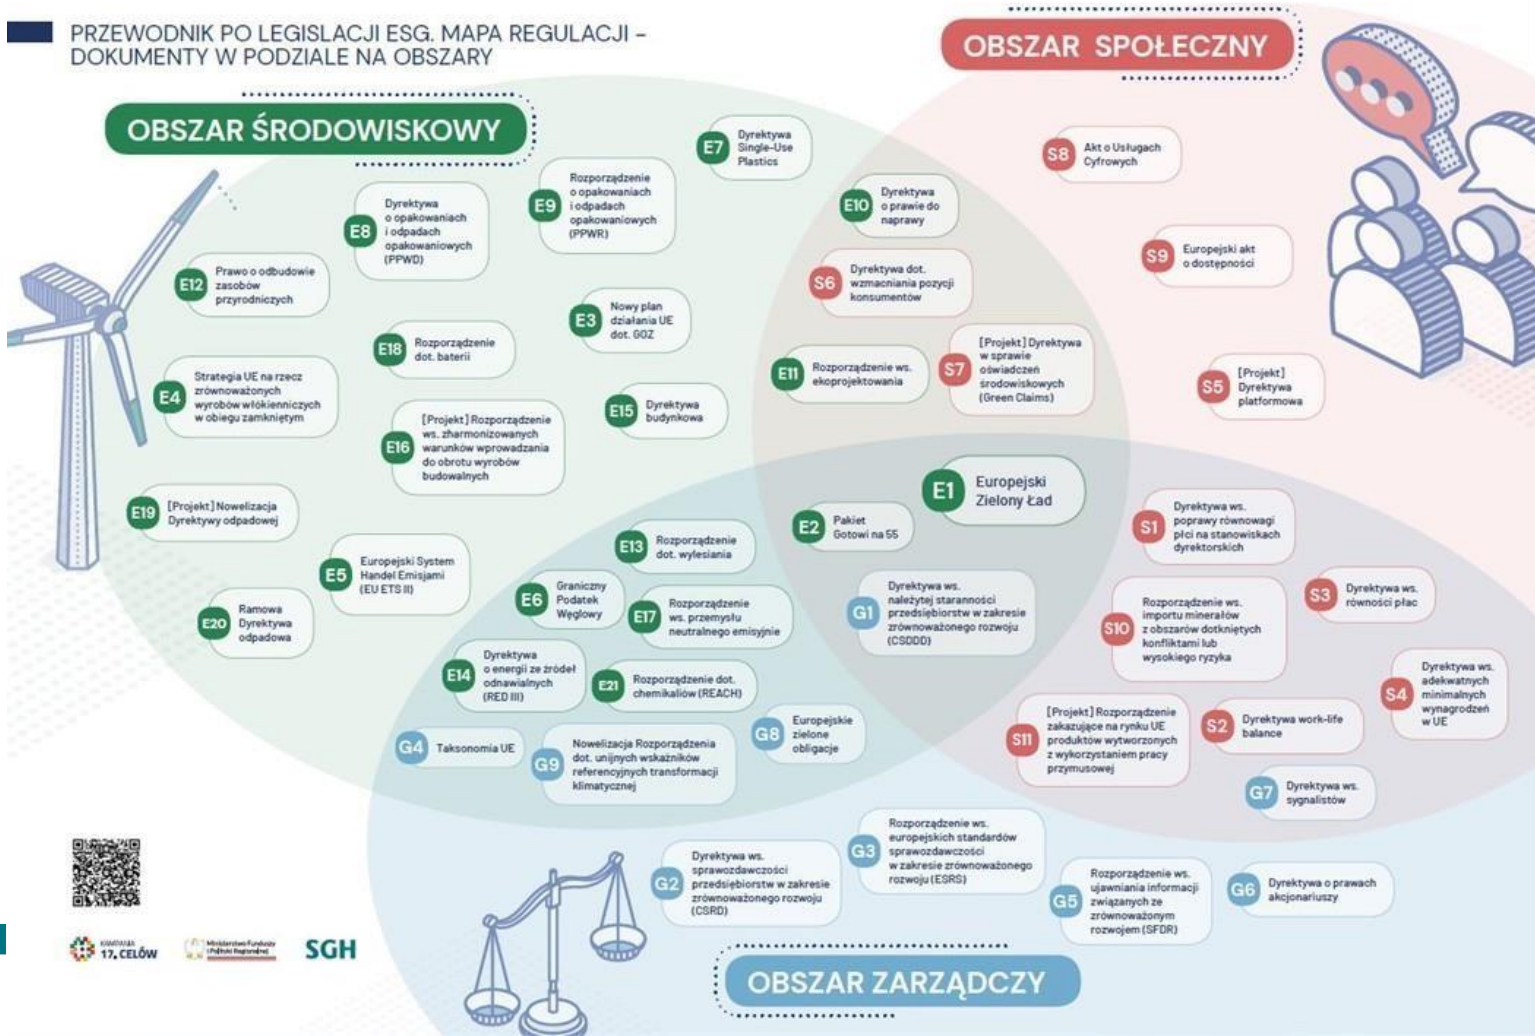 PRZEWODNIK PO LEGISLACJI ESG. MAPA REGULACJI –
DOKUMENTY W PODZIALE NA OBSZARY
OBSZAR SPOŁECZNY
OBSZAR ŚRODOWISKOWY
E7
Dyrektywa
Single-Use
Plastics
S8
Akt o Usługach
Cyfrowych
E8
Dyrektywa
o opakowaniach
i odpadach
opakowaniowych
(PPWD)
E9
Rozporządzenie
o opakowaniach
i odpadach
opakowaniowych
(PPWR)
E10
Dyrektywa
o prawie do
naprawy
S9
Europejski akt
o dostępności
E12
Prawo o odbudowie
zasobów
przyrodniczych
S6
Dyrektywa dot.
wzmacniania pozycji
konsumentów
E3
Nowy plan
działania UE
dot. GOZ
E18
Rozporządzenie
dot. baterii
E11
Rozporządzenie ws.
ekoprojektowania
S7
[Projekt] Dyrektywa
w sprawie
oświadczeń
środowiskowych
(Green Claims)
S5
[Projekt]
Dyrektywa
platformowa
E4
Strategia UE na rzecz
zrównoważonych
wyrobów włókienniczych
w obiegu zamkniętym
E15
Dyrektywa
budynkowa
E16
[Projekt] Rozporządzenie
ws. zharmonizowanych
warunków wprowadzania
do obrotu wyrobów
budowalnych
E1
Europejski
Zielony Ład
E19
[Projekt] Nowelizacja
Dyrektywy odpadowej
E2
Pakiet
Gotowi na 55
S1
Dyrektywa ws.
poprawy równowagi
płci na stanowiskach
dyrektorskich
E13
Rozporządzenie
dot. wylesiania
E5
Europejski System
Handel Emisjami
(EU ETS II)
E6
Graniczny
Podatek
Węglowy
E17
Rozporządzenie
ws. przemysłu
neutralnego emisyjnie
G1
Dyrektywa ws.
należytej staranności
przedsiębiorstw w zakresie
zrównoważonego rozwoju
(CSDDD)
S10
Rozporządzenie ws.
importu minerałów
z obszarów dotkniętych
konfliktami lub
wysokiego ryzyka
S3
Dyrektywa ws.
równości płac
E20
Ramowa
Dyrektywa
odpadowa
E14
Dyrektywa
o energii ze źródeł
odnawialnych
(RED III)
E21
Rozporządzenie dot.
chemikaliów (REACH)
S4
Dyrektywa ws.
adekwatnych
minimalnych
wynagrodzeń
w UE
G4
Taksonomia UE
G9
Nowelizacja Rozporządzenia
dot. unijnych wskaźników
referencyjnych transformacji
klimatycznej
G8
Europejskie
zielone
obligacje
S11
[Projekt] Rozporządzenie
zakazujące na rynku UE
produktów wytworzonych
z wykorzystaniem pracy
przymusowej
S2
Dyrektywa work-life
balance
G7
Dyrektywa ws.
sygnalistów
G2
Dyrektywa ws.
sprawozdawczości
przedsiębiorstw w zakresie
zrównoważonego rozwoju
(CSRD)
G3
Rozporządzenie ws.
europejskich standardów
sprawozdawczości
w zakresie zrównoważonego
rozwoju (ESRS)
G5
Rozporządzenie ws.
ujawniania informacji
związanych ze
zrównoważonym
rozwojem (SFDR)
G6
Dyrektywa o prawach
akcjonariuszy
KAMPANIA
17. CELÓW
Ministerstwo Funduszy
i Polityki Regionalnej
SGH
OBSZAR ZARZĄDCZY